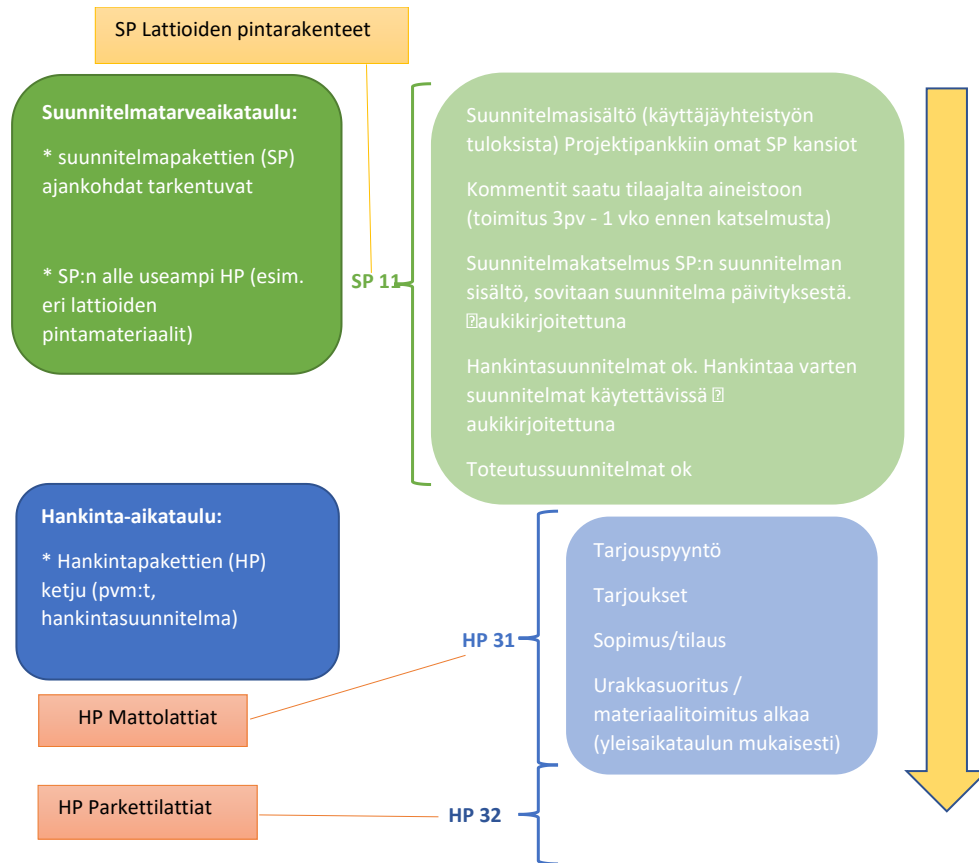 SP Lattioiden pintarakenteet
Suunnitelmatarveaikataulu:
* suunnitelmapakettien (SP)
ajankohdat tarkentuvat
* SP:n alle useampi HP (esim.
eri lattioiden
pintamateriaalit)
SP 11
Suunnitelmasisältö (käyttäjäyhteistyön
tuloksista) Projektipankkiin omat SP kansiot
Kommentit saatu tilaajalta aineistoon
(toimitus 3pv - 1 vko ennen katselmusta)
Suunnitelmakatselmus SP:n suunnitelman
sisältö, sovitaan suunnitelma päivityksestä.
⍰aukikirjoitettuna
Hankintasuunnitelmat ok. Hankintaa varten
suunnitelmat käytettävissä ⍰
aukikirjoitettuna
Toteutussuunnitelmat ok
Hankinta-aikataulu:
* Hankintapakettien (HP)
ketju (pvm:t,
hankintasuunnitelma)
HP 31
Tarjouspyyntö
Tarjoukset
Sopimus/tilaus
Urakkasuoritus /
materiaalitoimitus alkaa
(yleisaikataulun mukaisesti)
HP Mattolattiat
HP Parkettilattiat
HP 32